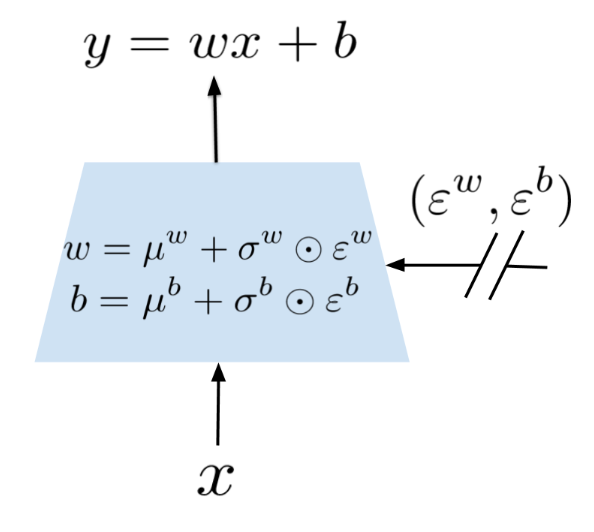 y = wx + b
(ε^w, ε^b)
w = μ^w + σ^w ⊙ ε^w
b = μ^b + σ^b ⊙ ε^b
x